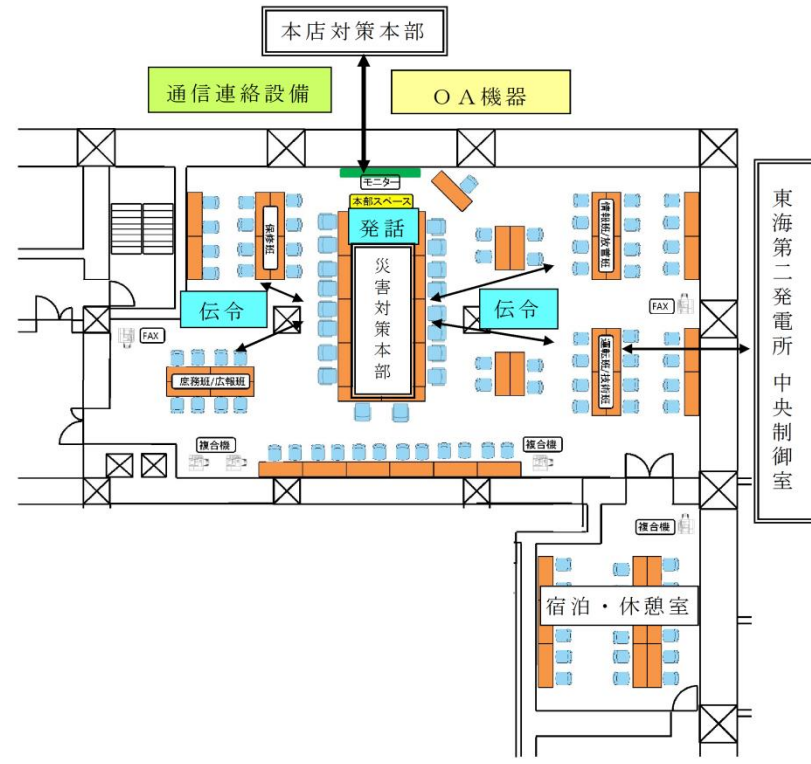 本店対策本部
通信連絡設備
ＯＡ機器
モニター
本部スペース
発話
災害対策本部
保修班
情報班/放管班
伝令
伝令
FAX
FAX
運転班/技術班
庶務班/広報班
複合機
複合機
複合機
宿泊・休憩室
東海第二発電所 中央制御室